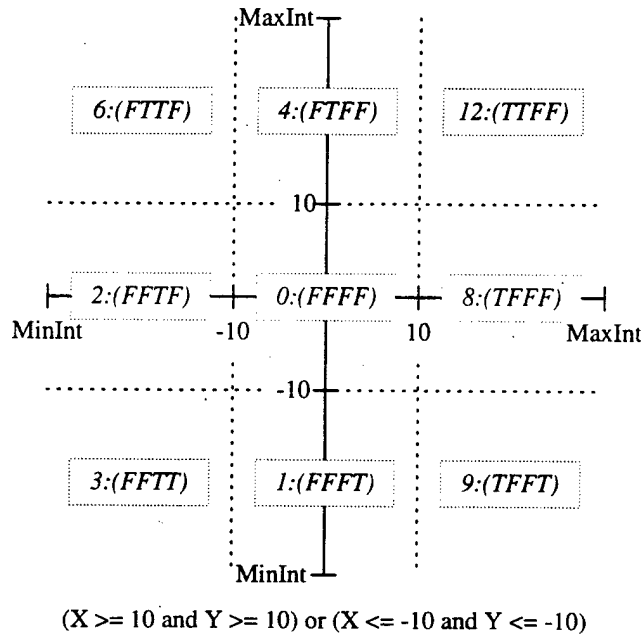 MaxInt
6:(FTTF) 4:(FTFF) 12:(TTFF)
10
2:(FFTF) 0:(FFFF) 8:(TFFF)
MinInt -10 10 MaxInt
-10
3:(FFTT) 1:(FFFT) 9:(TFFT)
MinInt
(X >= 10 and Y >= 10) or (X <= -10 and Y <= -10)